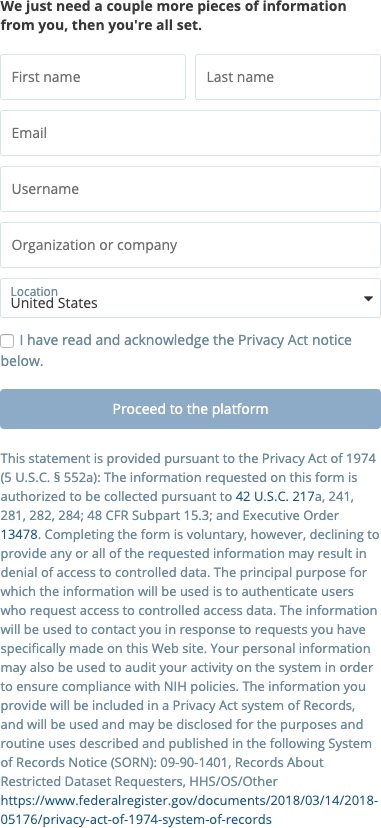 We just need a couple more pieces of information
from you, then you're all set.
First name
Last name
Email
Username
Organization or company
Location
United States
I have read and acknowledge the Privacy Act notice
below.
Proceed to the platform
This statement is provided pursuant to the Privacy Act of 1974
(5 U.S.C. § 552a): The information requested on this form is
authorized to be collected pursuant to 42 U.S.C. 217a, 241,
281, 282, 284; 48 CFR Subpart 15.3; and Executive Order
13478. Completing the form is voluntary, however, declining to
provide any or all of the requested information may result in
denial of access to controlled data. The principal purpose for
which the information will be used is to authenticate users
who request access to controlled access data. The information
will be used to contact you in response to requests you have
specifically made on this Web site. Your personal information
may also be used to audit your activity on the system in order
to ensure compliance with NIH policies. The information you
provide will be included in a Privacy Act system of Records,
and will be used and may be disclosed for the purposes and
routine uses described and published in the following System
of Records Notice (SORN): 09-90-1401, Records About
Restricted Dataset Requesters, HHS/OS/Other
https://www.federalregister.gov/documents/2018/03/14/2018-
05176/privacy-act-of-1974-system-of-records